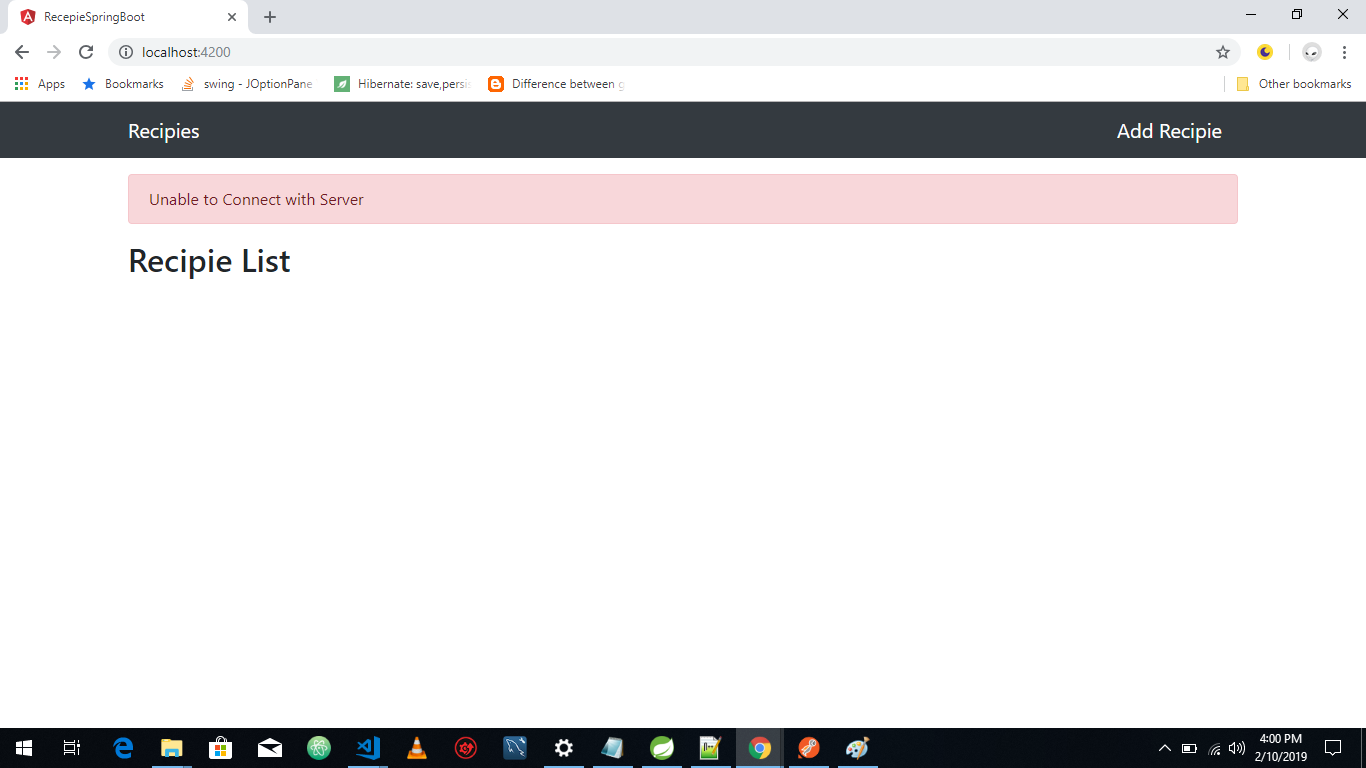 RecepieSpringBoot
localhost:4200
Apps Bookmarks swing - JOptionPane Hibernate: save,persis Difference between g Other bookmarks
Recipies Add Recipie
Unable to Connect with Server
Recipie List
4:00 PM
2/10/2019